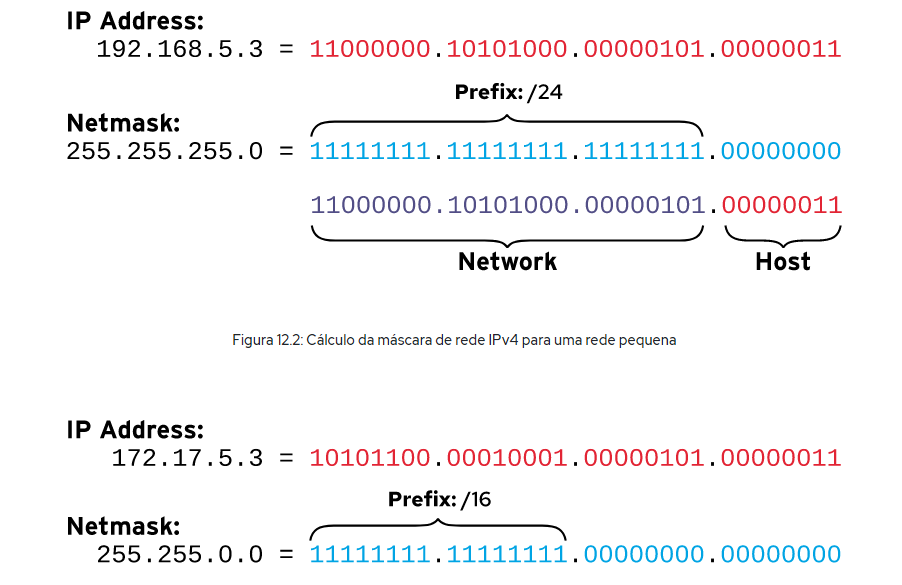 IP Address:
192.168.5.3 = 11000000.10101000.00000101.00000011
Prefix: /24
Netmask:
255.255.255.0 = 11111111.11111111.11111111.00000000
11000000.10101000.00000101.00000011
Network Host
Figura 12.2: Cálculo da máscara de rede IPv4 para uma rede pequena
IP Address:
172.17.5.3 = 10101100.00010001.00000101.00000011
Prefix: /16
Netmask:
255.255.0.0 = 11111111.11111111.00000000.00000000